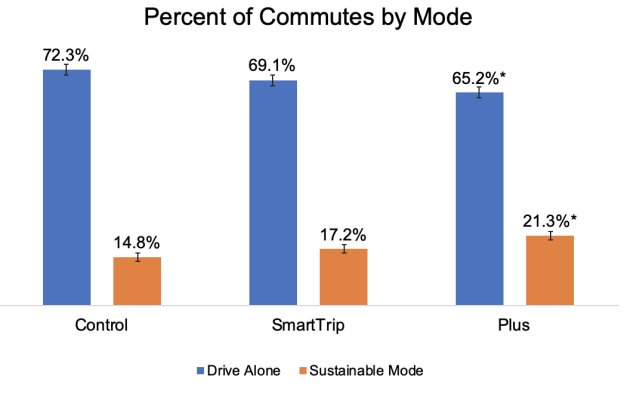 Percent of Commutes by Mode
72.3%
69.1%
65.2%*
14.8%
17.2%
21.3%*
Control
SmartTrip
Plus
Drive Alone
Sustainable Mode